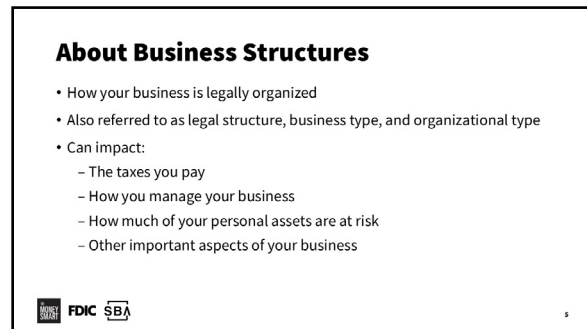 About Business Structures
• How your business is legally organized
• Also referred to as legal structure, business type, and organizational type
• Can impact:
– The taxes you pay
– How you manage your business
– How much of your personal assets are at risk
– Other important aspects of your business
MONEY
SMART
FDIC
SBA
5